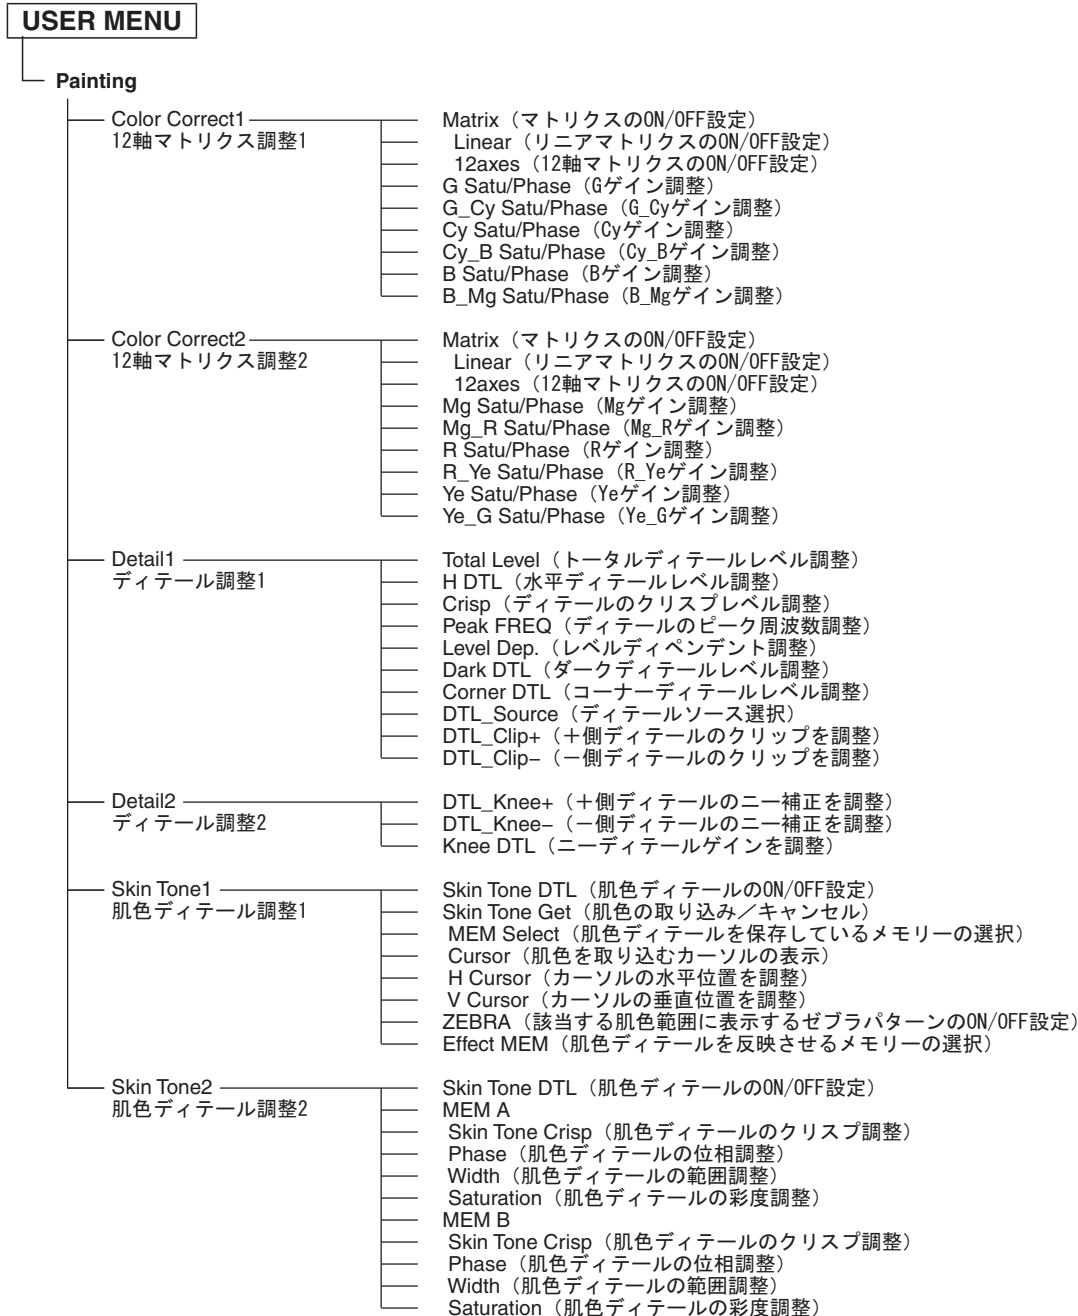 USER MENU
Painting
Color Correct1
12軸マトリクス調整1
Matrix（マトリクスのON/OFF設定）
Linear（リニアマトリクスのON/OFF設定）
12axes（12軸マトリクスのON/OFF設定）
G Satu/Phase（Gゲイン調整）
G_Cy Satu/Phase（G_Cyゲイン調整）
Cy Satu/Phase（Cyゲイン調整）
Cy_B Satu/Phase（Cy_Bゲイン調整）
B Satu/Phase（Bゲイン調整）
B_Mg Satu/Phase（B_Mgゲイン調整）
Color Correct2
12軸マトリクス調整2
Matrix（マトリクスのON/OFF設定）
Linear（リニアマトリクスのON/OFF設定）
12axes（12軸マトリクスのON/OFF設定）
Mg Satu/Phase（Mgゲイン調整）
Mg_R Satu/Phase（Mg_Rゲイン調整）
R Satu/Phase（Rゲイン調整）
R_Ye Satu/Phase（R_Yeゲイン調整）
Ye Satu/Phase（Yeゲイン調整）
Ye_G Satu/Phase（Ye_Gゲイン調整）
Detail1
ディテール調整1
Total Level（トータルディテールレベル調整）
H DTL（水平ディテールレベル調整）
Crisp（ディテールのクリスプレベル調整）
Peak FREQ（ディテールのピーク周波数調整）
Level Dep.（レベルディペンデント調整）
Dark DTL（ダークディテールレベル調整）
Corner DTL（コーナーディテールレベル調整）
DTL_Source（ディテールソース選択）
DTL_Clip+（＋側ディテールのクリップを調整）
DTL_Clip−（−側ディテールのクリップを調整）
Detail2
ディテール調整2
DTL_Knee+（＋側ディテールのニー補正を調整）
DTL_Knee−（−側ディテールのニー補正を調整）
Knee DTL（ニーディテールゲインを調整）
Skin Tone1
肌色ディテール調整1
Skin Tone DTL（肌色ディテールのON/OFF設定）
Skin Tone Get（肌色の取り込み／キャンセル）
MEM Select（肌色ディテールを保存しているメモリーの選択）
Cursor（肌色を取り込むカーソルの表示）
H Cursor（カーソルの水平位置を調整）
V Cursor（カーソルの垂直位置を調整）
ZEBRA（該当する肌色範囲に表示するゼブラパターンのON/OFF設定）
Effect MEM（肌色ディテールを反映させるメモリーの選択）
Skin Tone2
肌色ディテール調整2
Skin Tone DTL（肌色ディテールのON/OFF設定）
MEM A
Skin Tone Crisp（肌色ディテールのクリスプ調整）
Phase（肌色ディテールの位相調整）
Width（肌色ディテールの範囲調整）
Saturation（肌色ディテールの彩度調整）
MEM B
Skin Tone Crisp（肌色ディテールのクリスプ調整）
Phase（肌色ディテールの位相調整）
Width（肌色ディテールの範囲調整）
Saturation（肌色ディテールの彩度調整）